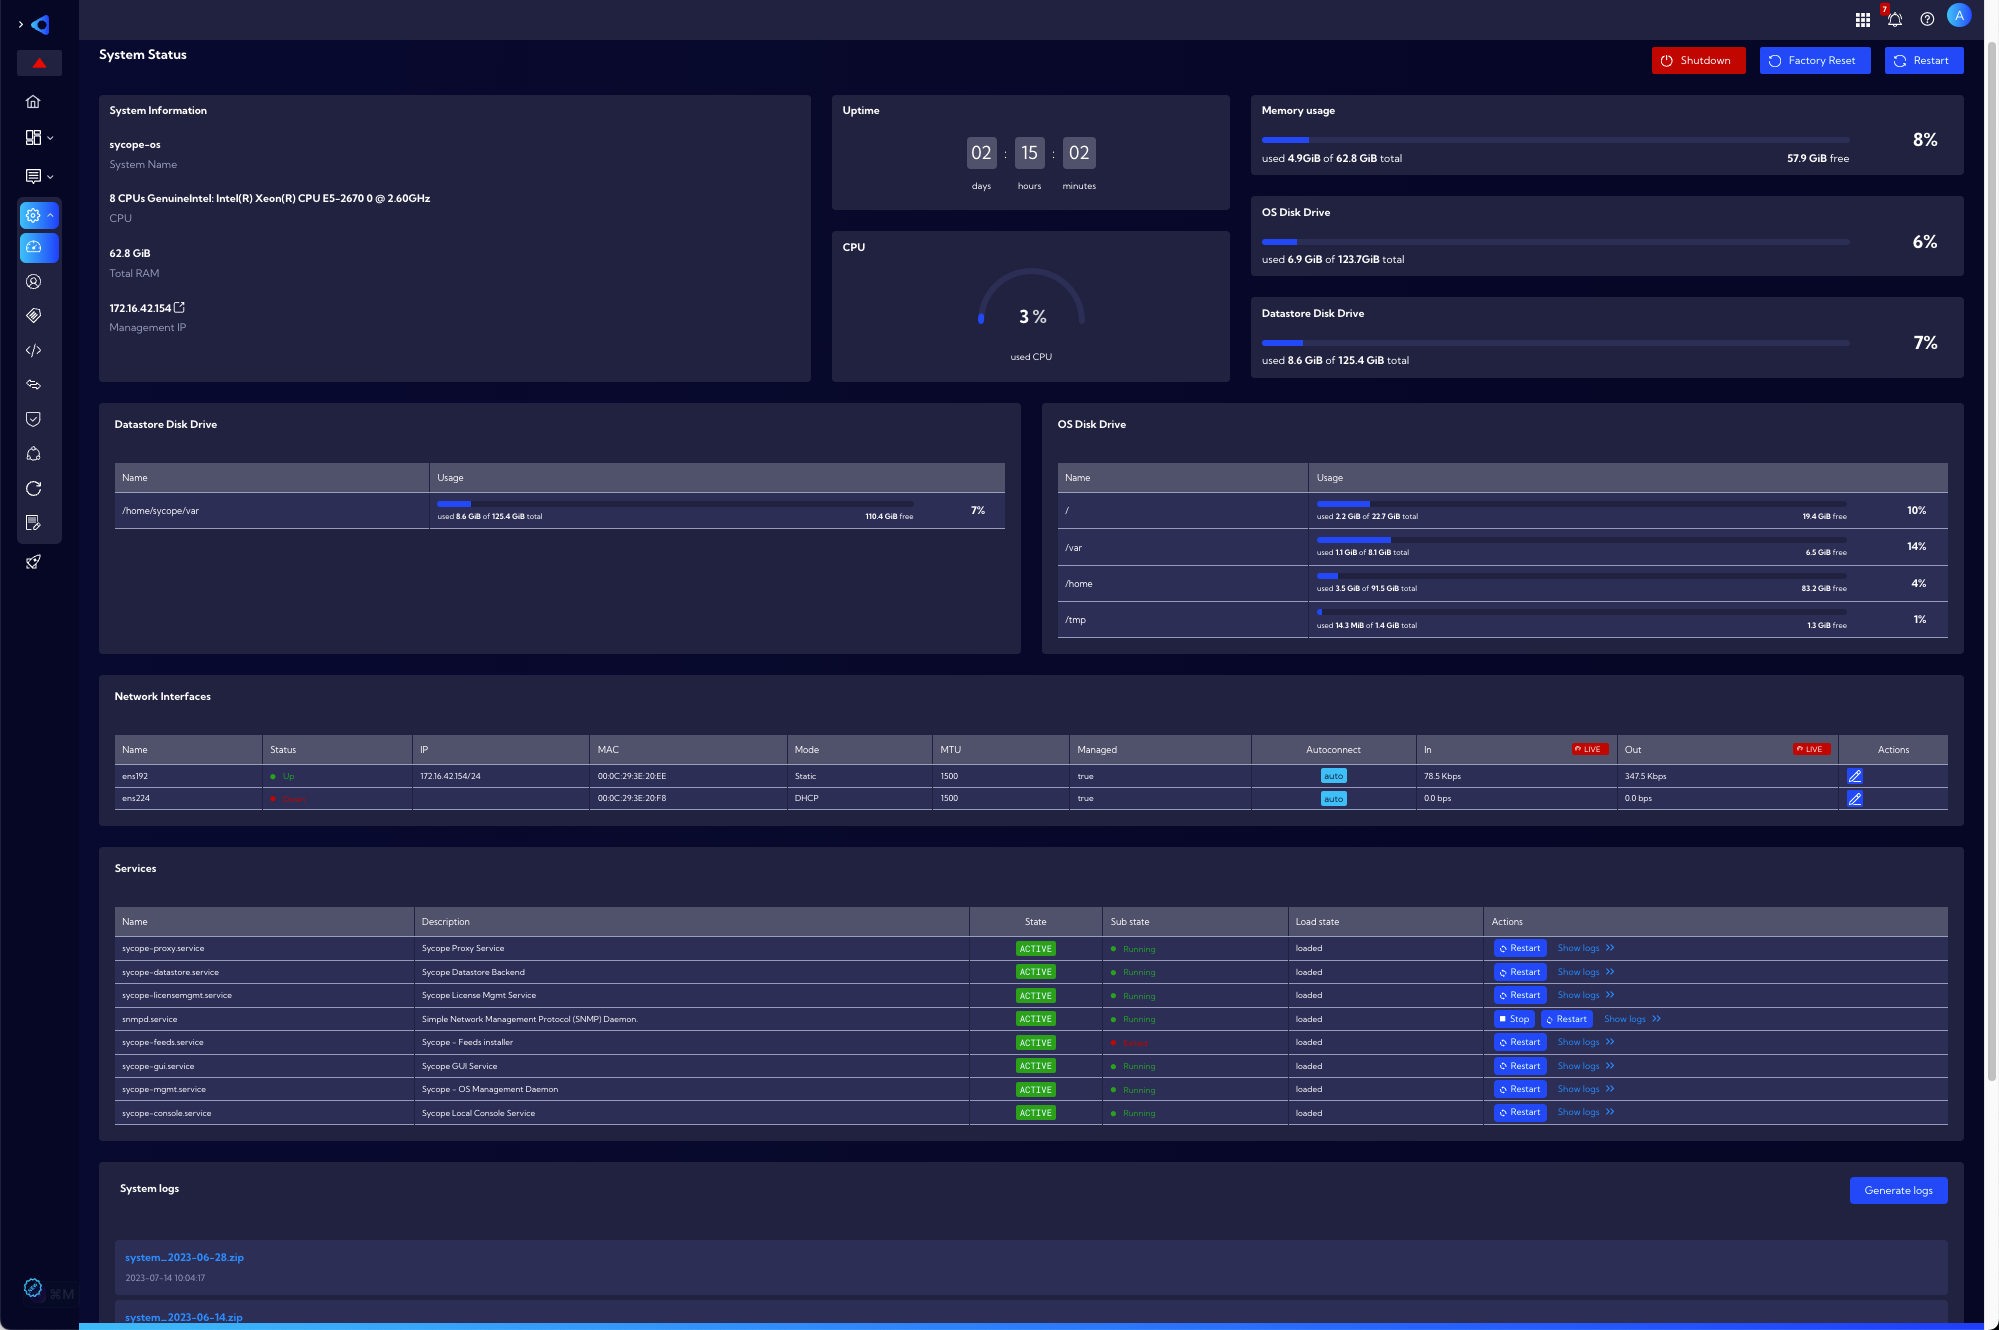 7
A
System Status
Shutdown
Factory Reset
Restart
System Information
sycope-os
System Name
8 CPUs GenuineIntel: Intel(R) Xeon(R) CPU E5-2670 0 @ 2.60GHz
CPU
62.8 GiB
Total RAM
172.16.42.154
Management IP
Uptime
02 : 15 : 02
days hours minutes
CPU
3 %
used CPU
Memory usage
8%
used 4.9GiB of 62.8 GiB total 57.9 GiB free
OS Disk Drive
6%
used 6.9 GiB of 123.7GiB total
Datastore Disk Drive
7%
used 8.6 GiB of 125.4 GiB total
Datastore Disk Drive
Name Usage
/home/sycope/var 7%
used 8.6 GiB of 125.4 GiB total 110.4 GiB free
OS Disk Drive
Name Usage
/ 10%
used 2.2 GiB of 22.7 GiB total 19.4 GiB free
/var 14%
used 1.1 GiB of 8.1 GiB total 6.5 GiB free
/home 4%
used 3.5 GiB of 91.5 GiB total 83.2 GiB free
/tmp 1%
used 14.3 MiB of 1.4 GiB total 1.3 GiB free
Network Interfaces
Name Status IP MAC Mode MTU Managed Autoconnect In LIVE Out LIVE Actions
ens192 Up 172.16.42.154/24 00:0C:29:3E:20:EE Static 1500 true auto 78.5 Kbps 347.5 Kbps
ens224 00:0C:29:3E:20:F8 DHCP 1500 true auto 0.0 bps 0.0 bps
Services
Name Description State Sub state Load state Actions
sycope-proxy.service Sycope Proxy Service ACTIVE Running loaded Restart Show logs
sycope-datastore.service Sycope Datastore Backend ACTIVE Running loaded Restart Show logs
sycope-licensemgmt.service Sycope License Mgmt Service ACTIVE Running loaded Restart Show logs
snmpd.service Simple Network Management Protocol (SNMP) Daemon. ACTIVE Running loaded Stop Restart Show logs
sycope-feeds.service Sycope - Feeds installer ACTIVE loaded Restart Show logs
sycope-gui.service Sycope GUI Service ACTIVE Running loaded Restart Show logs
sycope-mgmt.service Sycope - OS Management Daemon ACTIVE Running loaded Restart Show logs
sycope-console.service Sycope Local Console Service ACTIVE Running loaded Restart Show logs
System logs
Generate logs
system_2023-06-28.zip
2023-07-14 10:04:17
⌘M
system_2023-06-14.zip